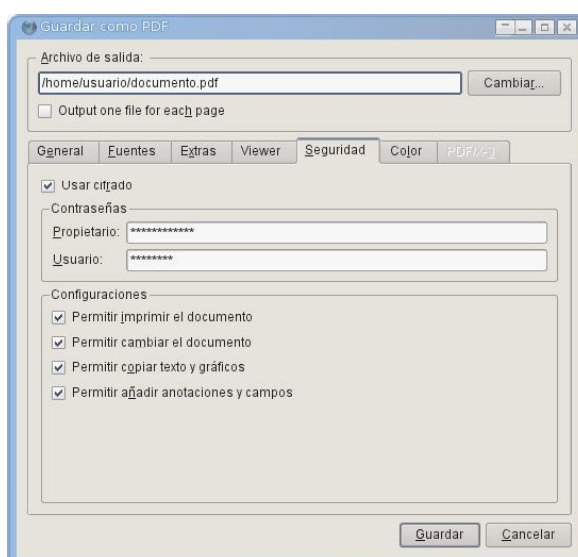 Guardar como PDF
Archivo de salida:
/home/usuario/documento.pdf
Cambiar...
Output one file for each page
General Fuentes Extras Viewer Seguridad Color PDF/X-3
Usar cifrado
Contraseñas
Propietario: ************
Usuario: ********
Configuraciones
Permitir imprimir el documento
Permitir cambiar el documento
Permitir copiar texto y gráficos
Permitir añadir anotaciones y campos
Guardar Cancelar